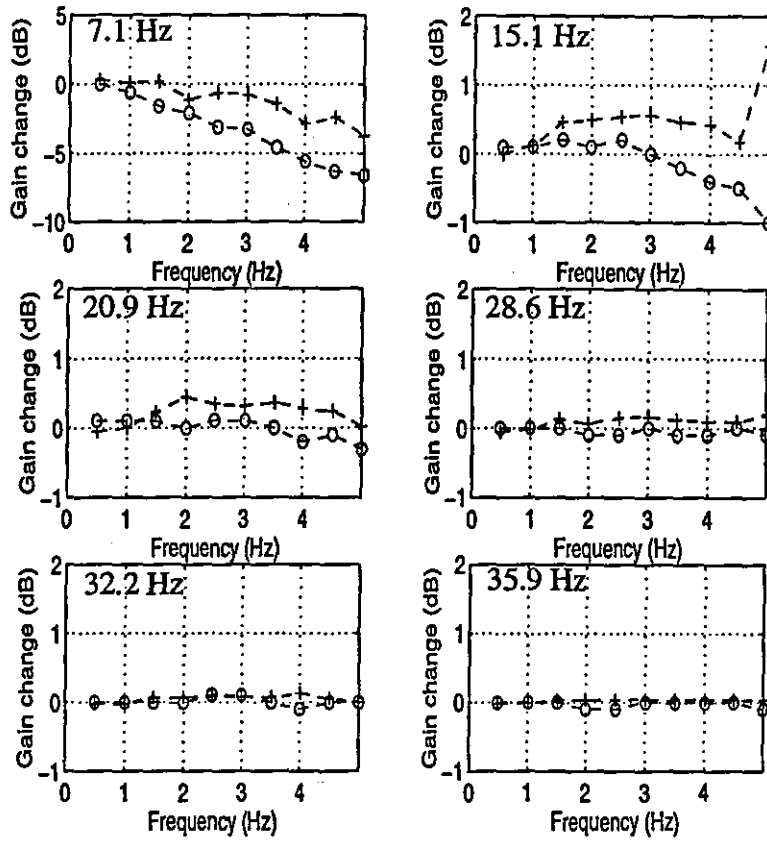 7.1 Hz
Gain change (dB)
5
0
−5
−10
0 1 2 3 4
Frequency (Hz)
15.1 Hz
Gain change (dB)
2
1
0
−1
0 1 2 3 4
Frequency (Hz)
20.9 Hz
Gain change (dB)
2
1
0
−1
0 1 2 3 4
Frequency (Hz)
28.6 Hz
Gain change (dB)
2
1
0
−1
0 1 2 3 4
Frequency (Hz)
32.2 Hz
Gain change (dB)
2
1
0
−1
0 1 2 3 4
Frequency (Hz)
35.9 Hz
Gain change (dB)
2
1
0
−1
0 1 2 3 4
Frequency (Hz)